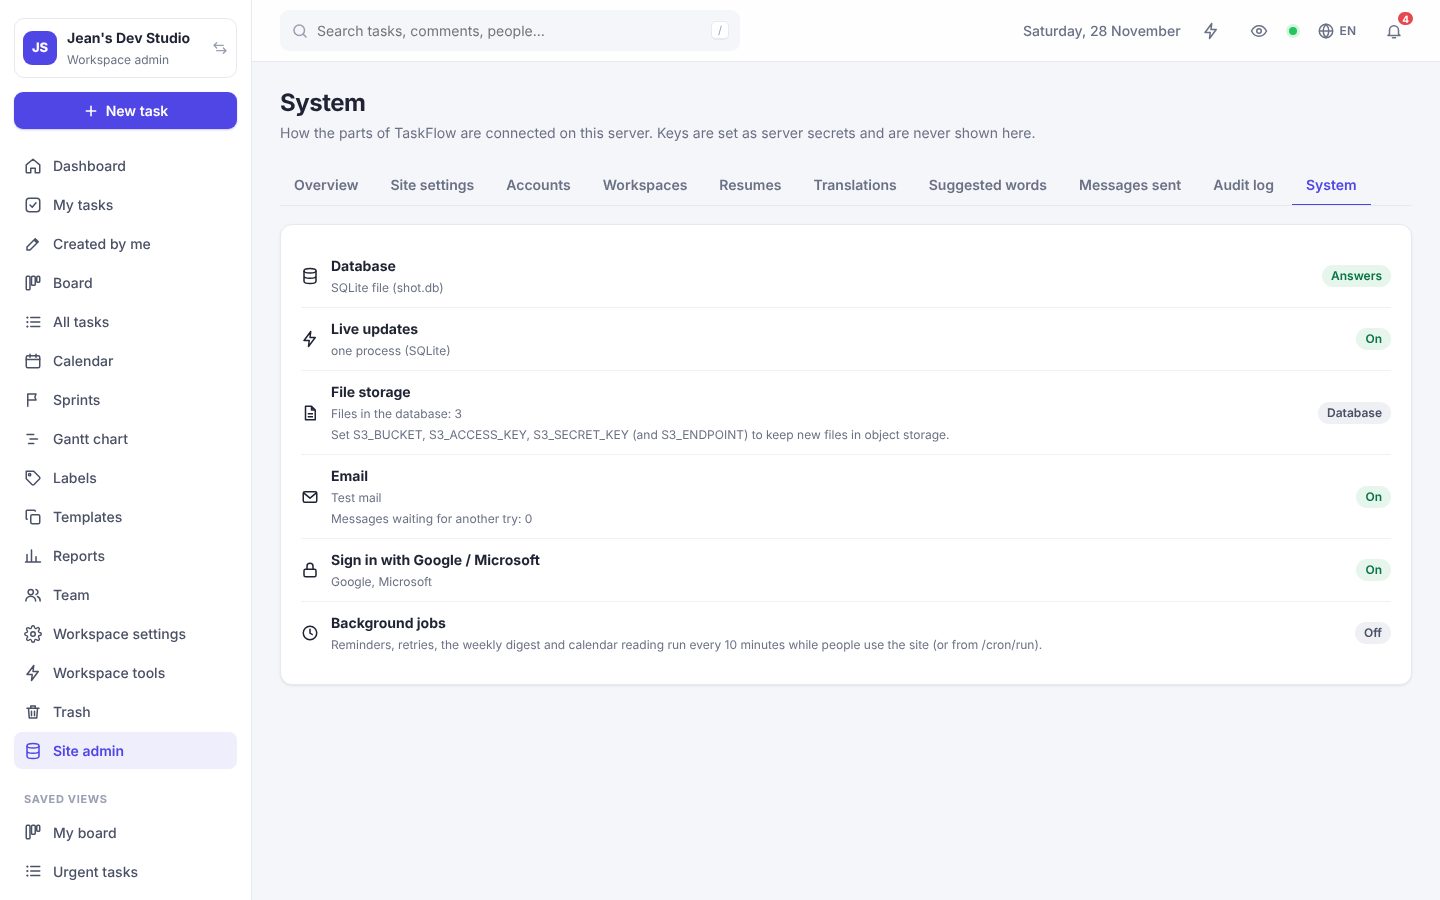 JS
Jean's Dev Studio
Workspace admin
New task
Dashboard
My tasks
Created by me
Board
All tasks
Calendar
Sprints
Gantt chart
Labels
Templates
Reports
Team
Workspace settings
Workspace tools
Trash
Site admin
SAVED VIEWS
My board
Urgent tasks
Search tasks, comments, people...
/
Saturday, 28 November
EN
4
System
How the parts of TaskFlow are connected on this server. Keys are set as server secrets and are never shown here.
Overview
Site settings
Accounts
Workspaces
Resumes
Translations
Suggested words
Messages sent
Audit log
System
Database
SQLite file (shot.db)
Answers
Live updates
one process (SQLite)
On
File storage
Files in the database: 3
Set S3_BUCKET, S3_ACCESS_KEY, S3_SECRET_KEY (and S3_ENDPOINT) to keep new files in object storage.
Database
Email
Test mail
Messages waiting for another try: 0
On
Sign in with Google / Microsoft
Google, Microsoft
On
Background jobs
Reminders, retries, the weekly digest and calendar reading run every 10 minutes while people use the site (or from /cron/run).
Off